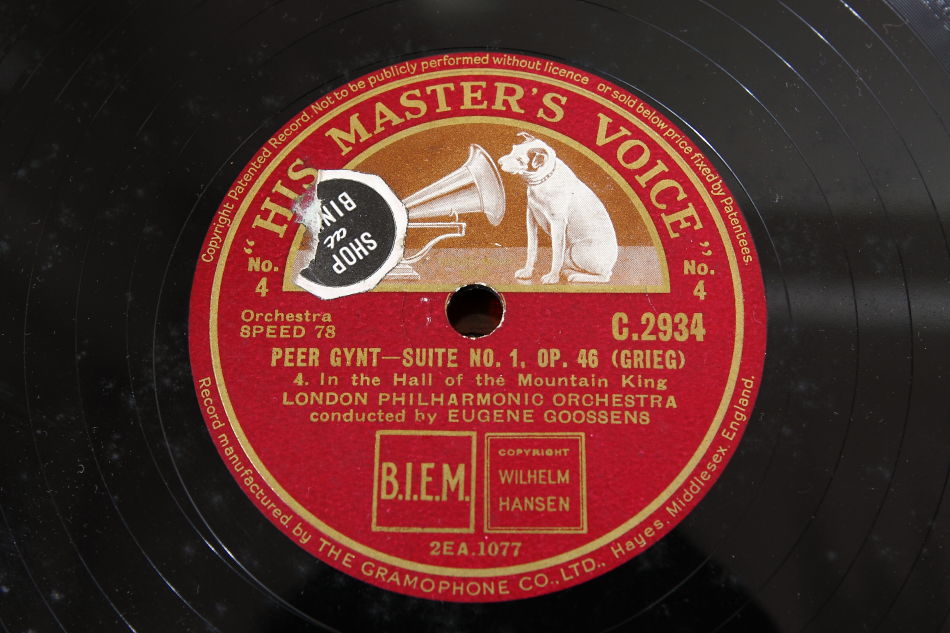 Copyright Patented Record. Not to be publicly performed without licence or sold below price fixed by Patentees.
"HIS MASTER'S VOICE"
SHOP
at
No.
4
No.
4
Orchestra
SPEED 78
C.2934
PEER GYNT—SUITE NO. 1, OP. 46 (GRIEG)
4. In the Hall of the Mountain King
LONDON PHILHARMONIC ORCHESTRA
conducted by EUGENE GOOSSENS
B.I.E.M.
COPYRIGHT
WILHELM
HANSEN
2EA.1077
Record manufactured by THE GRAMOPHONE CO., LTD., Hayes, Middlesex, England.